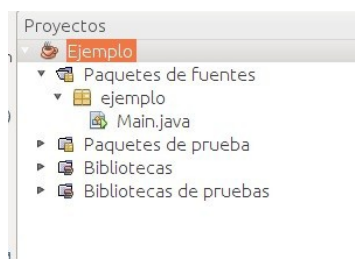 Proyectos
Ejemplo
Paquetes de fuentes
ejemplo
Main.java
Paquetes de prueba
Bibliotecas
Bibliotecas de pruebas